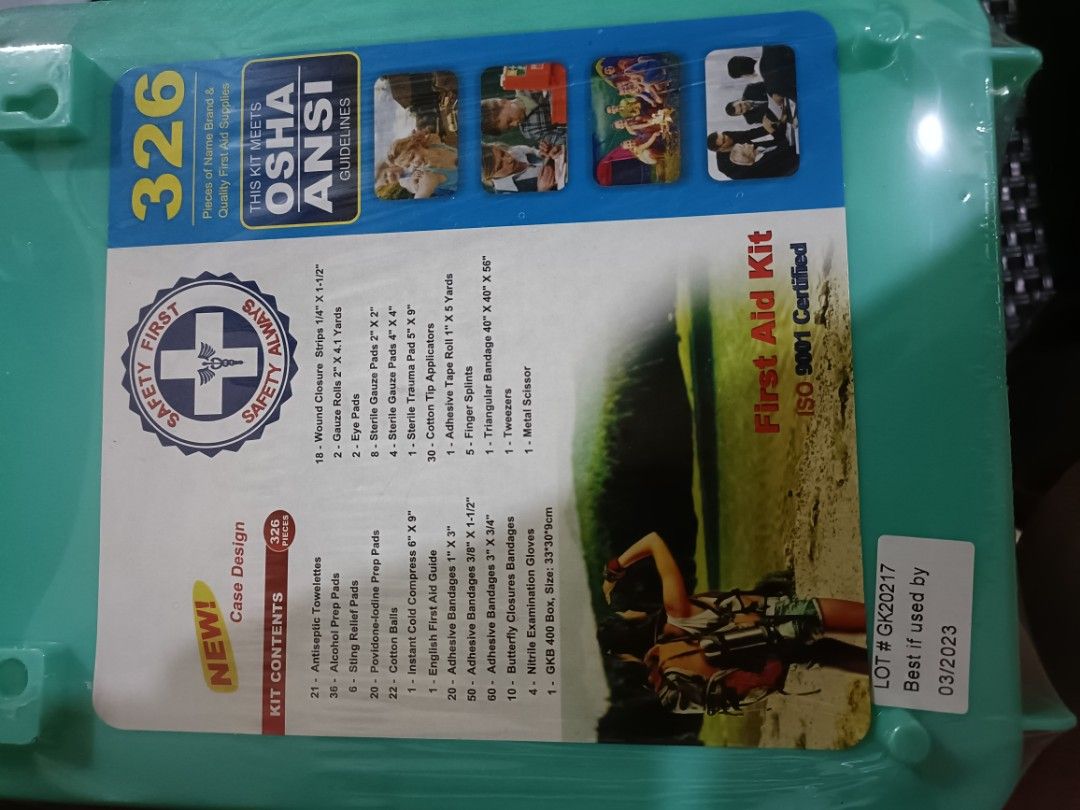 326
Pieces of Name Brand &
Quality First Aid Supplies
THIS KIT MEETS
OSHA
ANSI
GUIDELINES
SAFETY FIRST
SAFETY ALWAYS
NEW!
Case Design
KIT CONTENTS
326
PIECES
21 - Antiseptic Towelettes
36 - Alcohol Prep Pads
6 - Sting Relief Pads
20 - Povidone-Iodine Prep Pads
22 - Cotton Balls
1 - Instant Cold Compress 6" X 9"
1 - English First Aid Guide
20 - Adhesive Bandages 1" X 3"
50 - Adhesive Bandages 3/8" X 1-1/2"
60 - Adhesive Bandages 3" X 3/4"
10 - Butterfly Closures Bandages
4 - Nitrile Examination Gloves
1 - GKB 400 Box, Size: 33*30*9cm
18 - Wound Closure Strips 1/4" X 1-1/2"
2 - Gauze Rolls 2" X 4.1 Yards
2 - Eye Pads
8 - Sterile Gauze Pads 2" X 2"
4 - Sterile Gauze Pads 4" X 4"
1 - Sterile Trauma Pad 5" X 9"
30 - Cotton Tip Applicators
1 - Adhesive Tape Roll 1" X 5 Yards
5 - Finger Splints
1 - Triangular Bandage 40" X 40" X 56"
1 - Tweezers
1 - Metal Scissor
First Aid Kit
ISO 9001 Certified
LOT # GK20217
Best if used by
03/2023